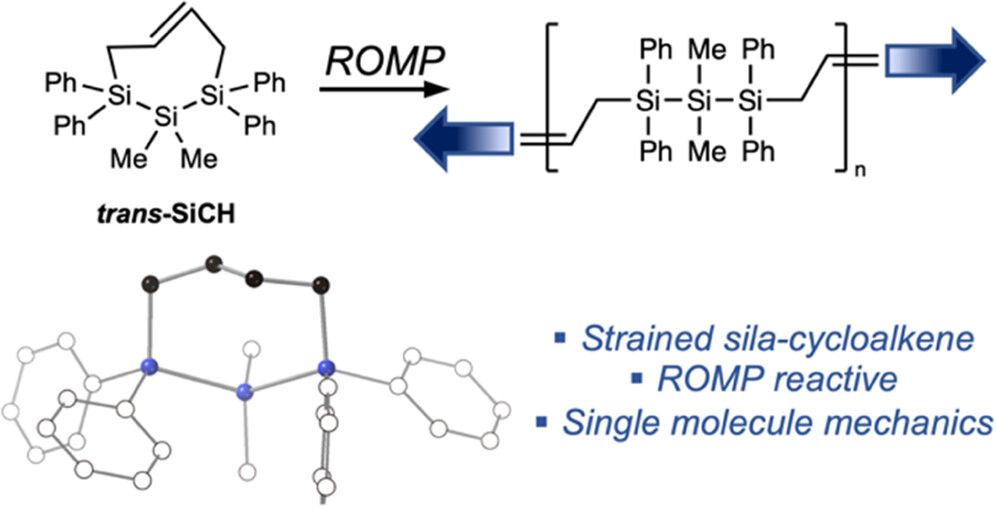 ROMP
Ph Si Si Ph
Ph Si Ph
Me Me
trans-SiCH
Ph Me Ph
Si Si Si
Ph Me Ph
n
▪ Strained sila-cycloalkene
▪ ROMP reactive
▪ Single molecule mechanics